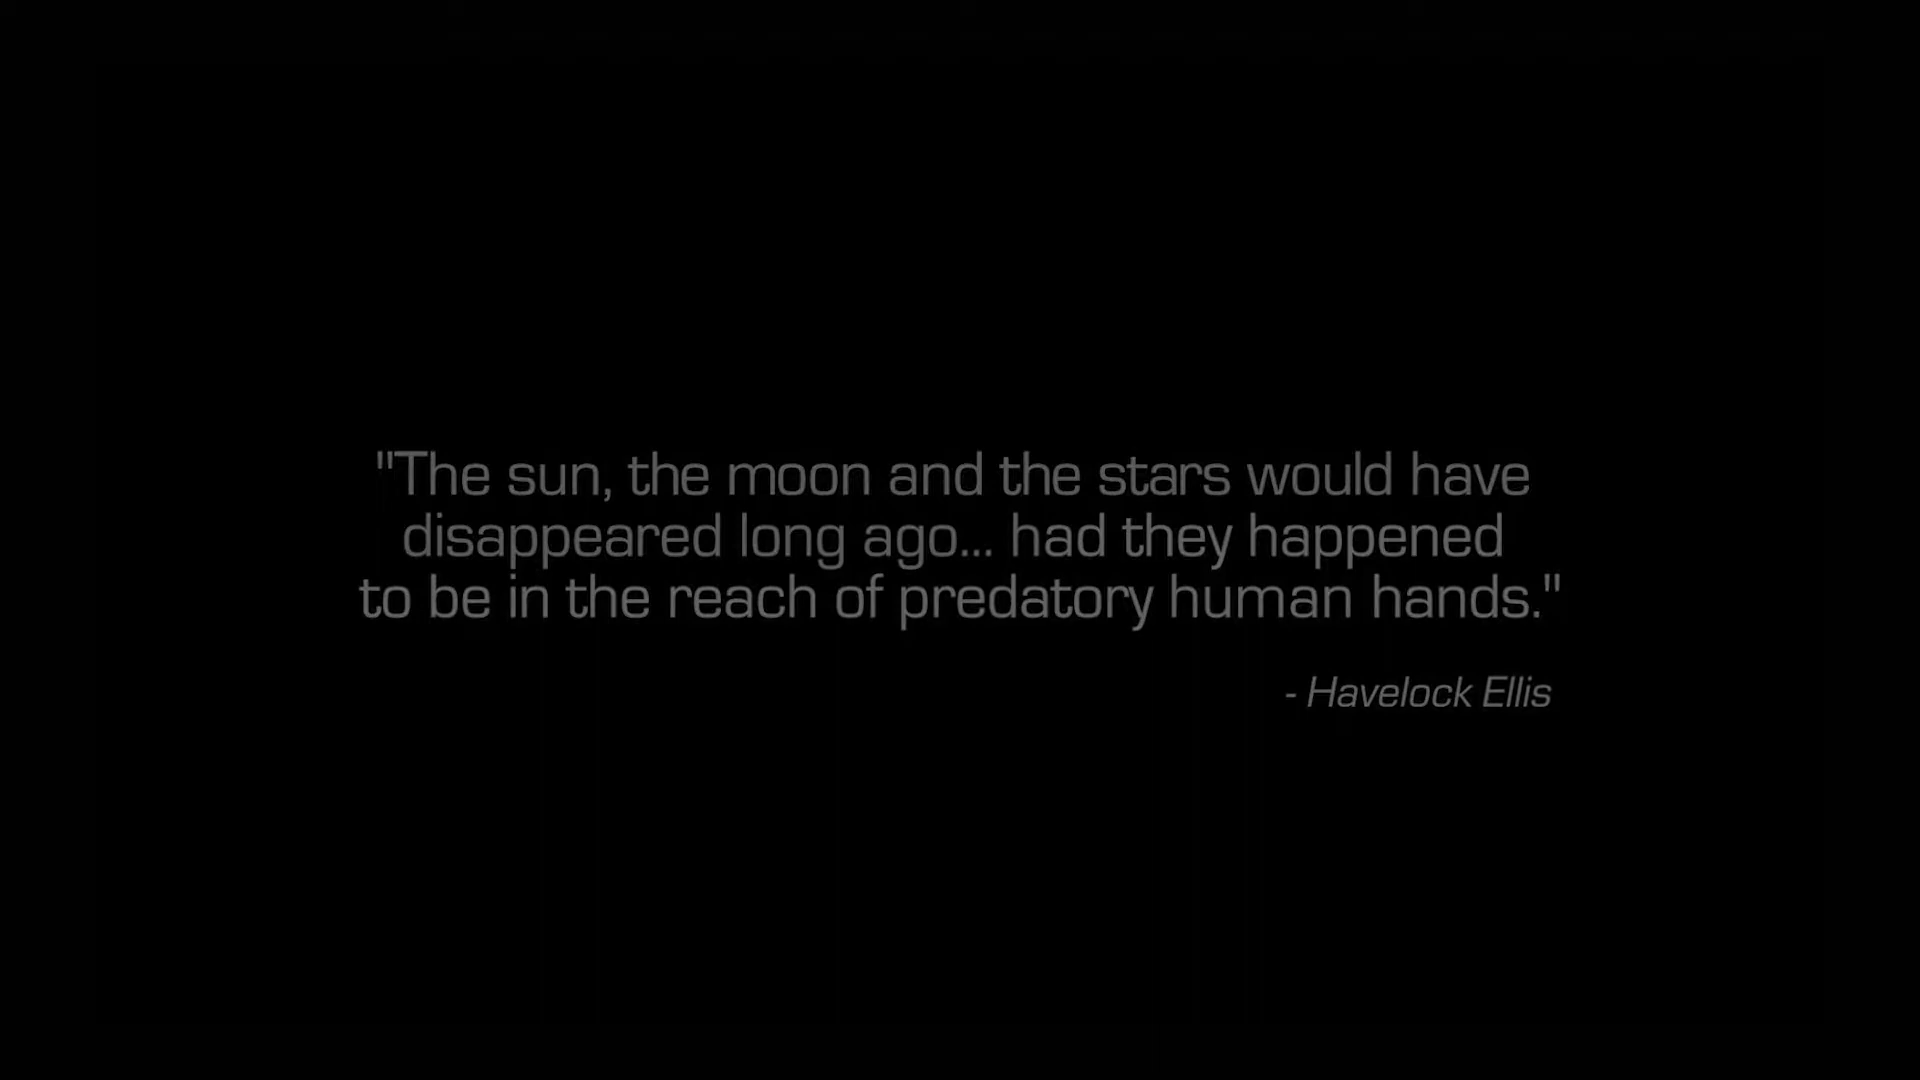 "The sun, the moon and the stars would have
disappeared long ago... had they happened
to be in the reach of predatory human hands."
- Havelock Ellis